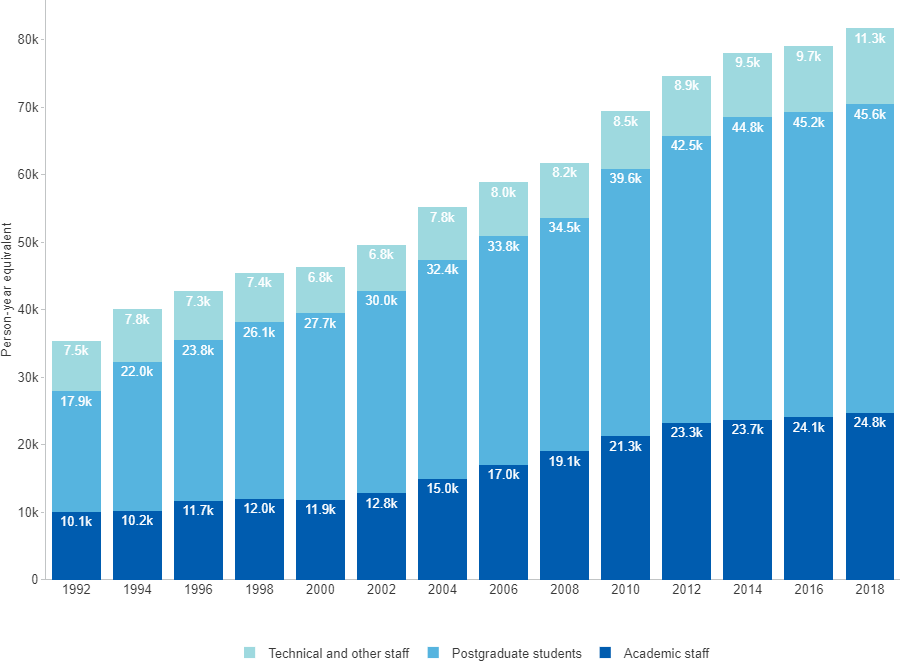 80k
70k
60k
50k
40k
30k
20k
10k
0
Person-year equivalent
7.5k 7.8k 7.3k 7.4k 6.8k 6.8k 7.8k 8.0k 8.2k 8.5k 8.9k 9.5k 9.7k 11.3k
17.9k 22.0k 23.8k 26.1k 27.7k 30.0k 32.4k 33.8k 34.5k 39.6k 42.5k 44.8k 45.2k 45.6k
10.1k 10.2k 11.7k 12.0k 11.9k 12.8k 15.0k 17.0k 19.1k 21.3k 23.3k 23.7k 24.1k 24.8k
1992 1994 1996 1998 2000 2002 2004 2006 2008 2010 2012 2014 2016 2018
Technical and other staff Postgraduate students Academic staff